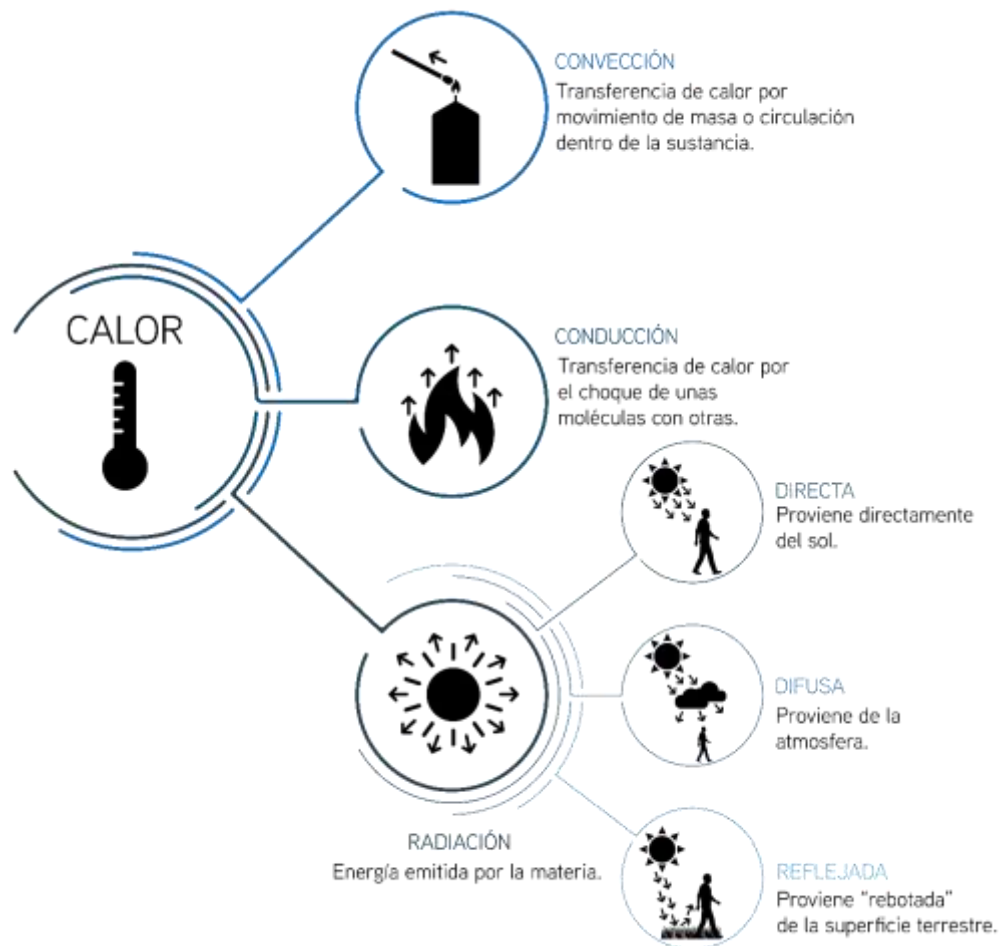 CONVECCIÓN
Transferencia de calor por
movimiento de masa o circulación
dentro de la sustancia.
CALOR
CONDUCCIÓN
Transferencia de calor por
el choque de unas
moléculas con otras.
DIRECTA
Proviene directamente
del sol.
DIFUSA
Proviene de la
atmosfera.
RADIACIÓN
Energía emitida por la materia.
REFLEJADA
Proviene "rebotada"
de la superficie terrestre.